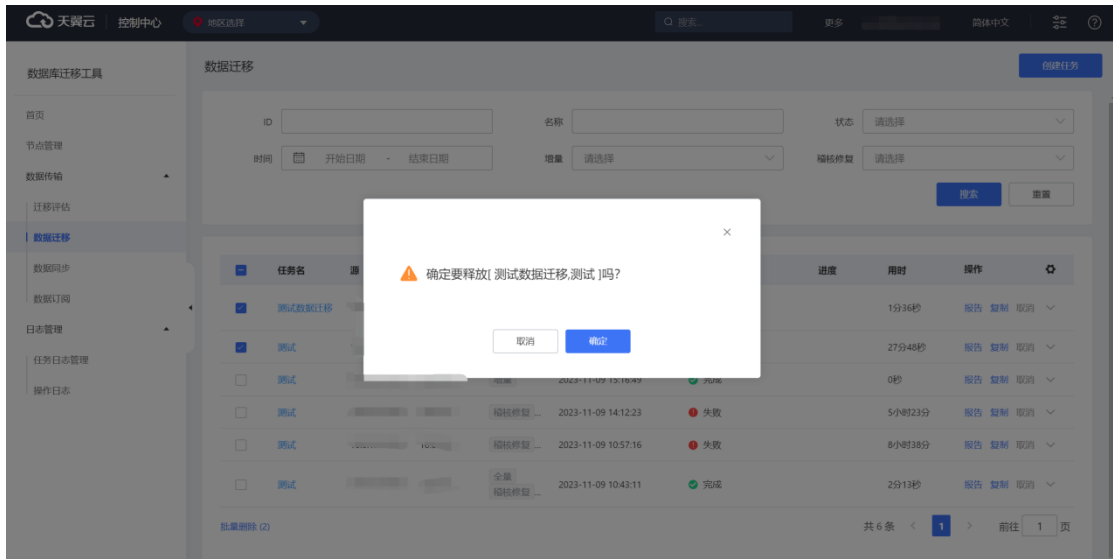 天翼云 控制中心 地区选择 搜索... 更多 简体中文
数据库迁移工具
首页
节点管理
数据传输
迁移评估
数据迁移
数据同步
数据订阅
日志管理
任务日志管理
操作日志
数据迁移 创建任务
ID 名称 状态 请选择
时间 开始日期 - 结束日期 增量 请选择 稽核修复 请选择
搜索 重置
任务名 源 进度 用时 操作
测试数据迁移 1分36秒 报告 复制 取消
测试 27分48秒 报告 复制 取消
测试 增量 2023-11-09 15:16:49 完成 0秒 报告 复制 取消
测试 稽核修复 ... 2023-11-09 14:12:23 失败 5小时23分 报告 复制 取消
测试 稽核修复 ... 2023-11-09 10:57:16 失败 8小时38分 报告 复制 取消
测试 全量 稽核修复 ... 2023-11-09 10:43:11 完成 2分13秒 报告 复制 取消
批量删除 (2) 共 6 条 1 前往 1 页
确定要释放[ 测试数据迁移,测试 ]吗?
取消 确定